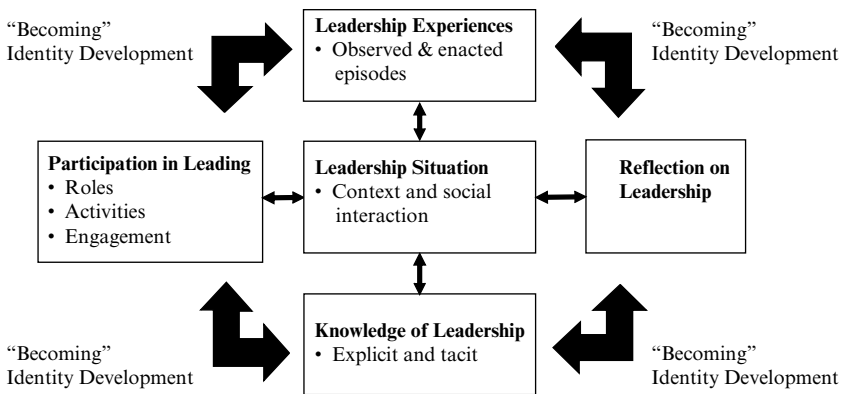 “Becoming”
Identity Development
Leadership Experiences
• Observed & enacted
episodes
“Becoming”
Identity Development
Participation in Leading
• Roles
• Activities
• Engagement
Leadership Situation
• Context and social
interaction
Reflection on
Leadership
“Becoming”
Identity Development
Knowledge of Leadership
• Explicit and tacit
“Becoming”
Identity Development